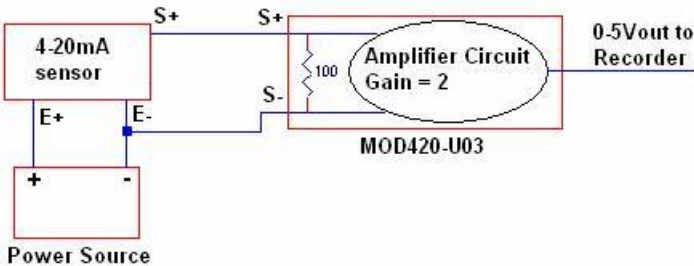 S+
S+
4-20mA
sensor
Amplifier Circuit
Gain = 2
100
0-5Vout to
Recorder
S-
E+
E-
MOD420-U03
+
-
Power Source